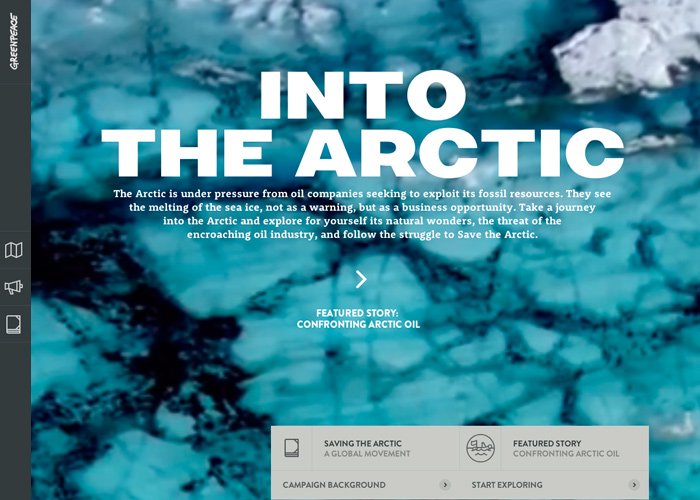 GREENPEACE
INTO
THE ARCTIC
The Arctic is under pressure from oil companies seeking to exploit its fossil resources. They see
the melting of the sea ice, not as a warning, but as a business opportunity. Take a journey
into the Arctic and explore for yourself its natural wonders, the threat of the
encroaching oil industry, and follow the struggle to Save the Arctic.
FEATURED STORY:
CONFRONTING ARCTIC OIL
SAVING THE ARCTIC
A GLOBAL MOVEMENT
FEATURED STORY
CONFRONTING ARCTIC OIL
CAMPAIGN BACKGROUND
START EXPLORING